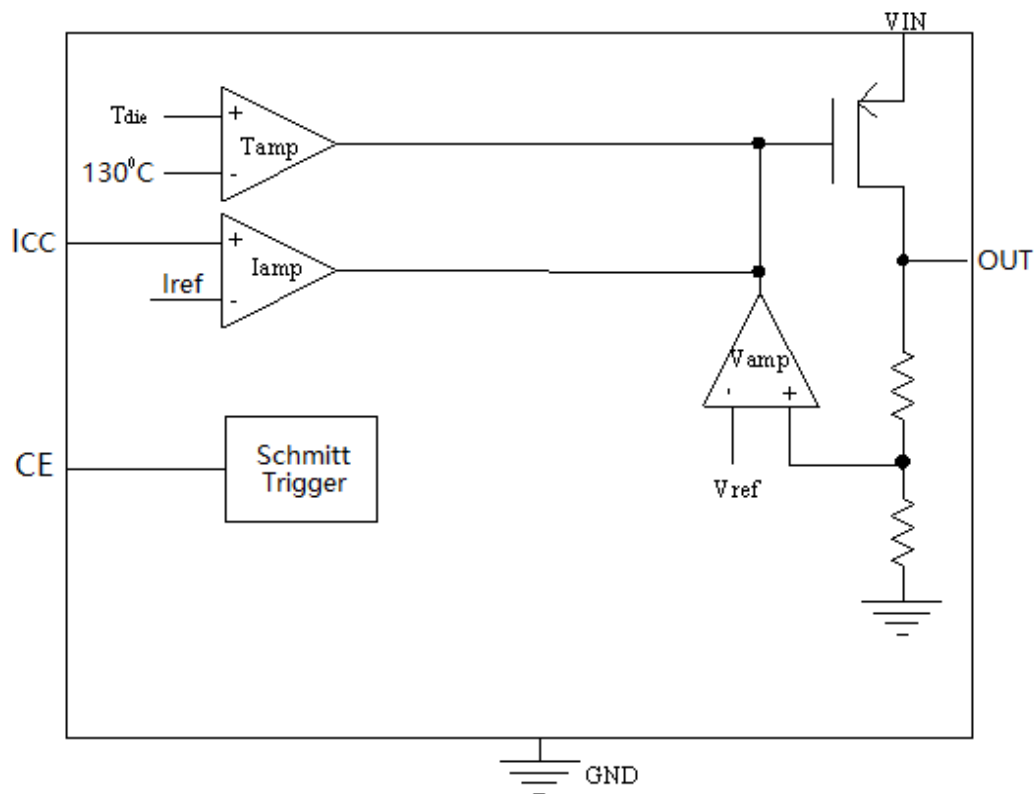 VIN
Tdie
+
Tamp
130⁰C
-
ICC
+
Iamp
Iref
-
OUT
Vamp
- +
CE
Schmitt
Trigger
Vref
GND